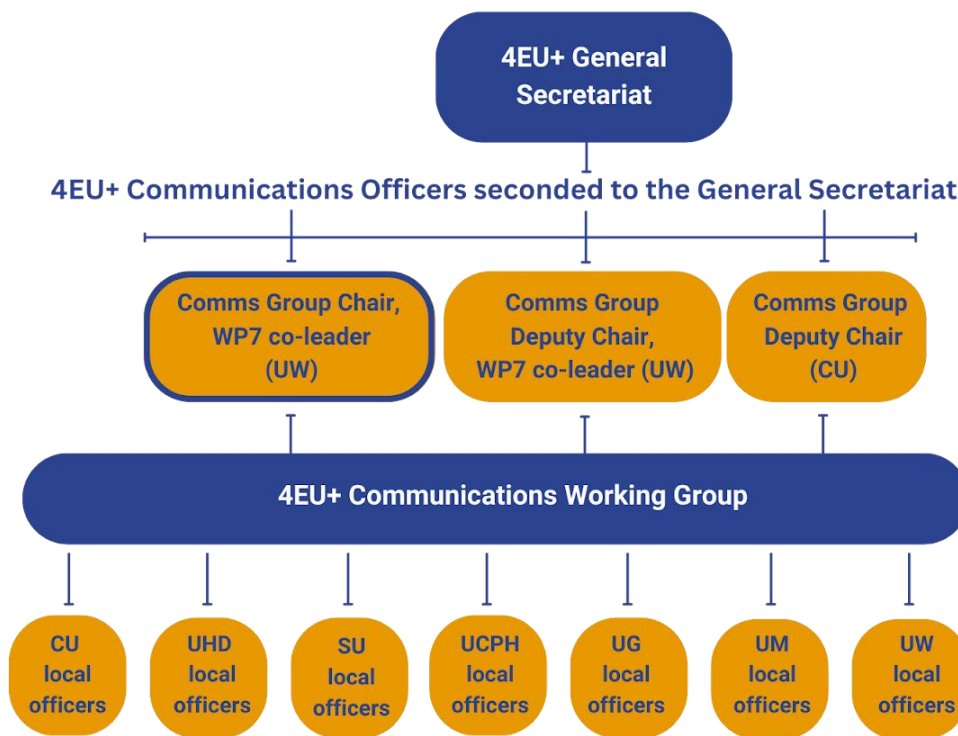 4EU+ General
Secretariat
4EU+ Communications Officers seconded to the General Secretariat
Comms Group Chair,
WP7 co-leader
(UW)
Comms Group
Deputy Chair,
WP7 co-leader (UW)
Comms Group
Deputy Chair
(CU)
4EU+ Communications Working Group
CU
local
officers
UHD
local
officers
SU
local
officers
UCPH
local
officers
UG
local
officers
UM
local
officers
UW
local
officers